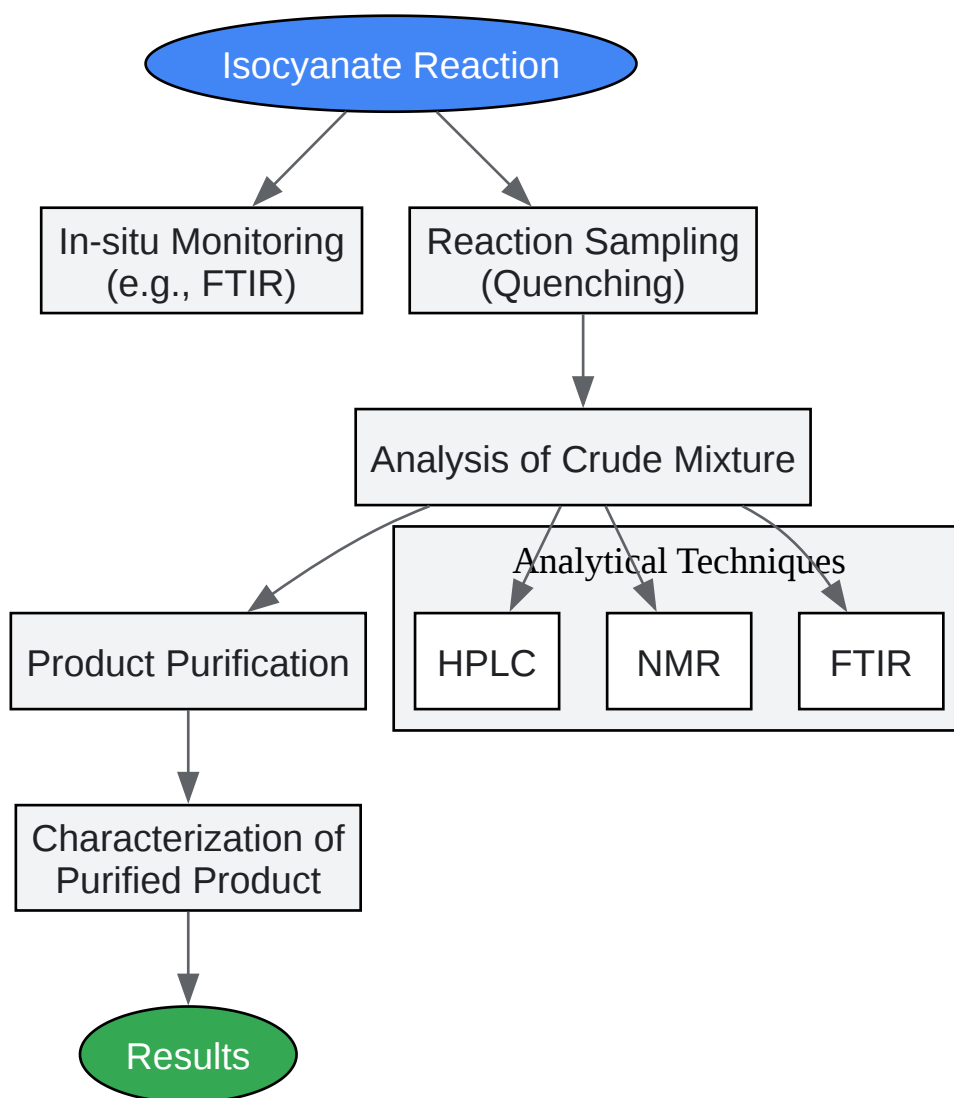 Isocyanate Reaction
In-situ Monitoring
(e.g., FTIR)
Reaction Sampling
(Quenching)
Analysis of Crude Mixture
Analytical Techniques
Product Purification
HPLC
NMR
FTIR
Characterization of
Purified Product
Results